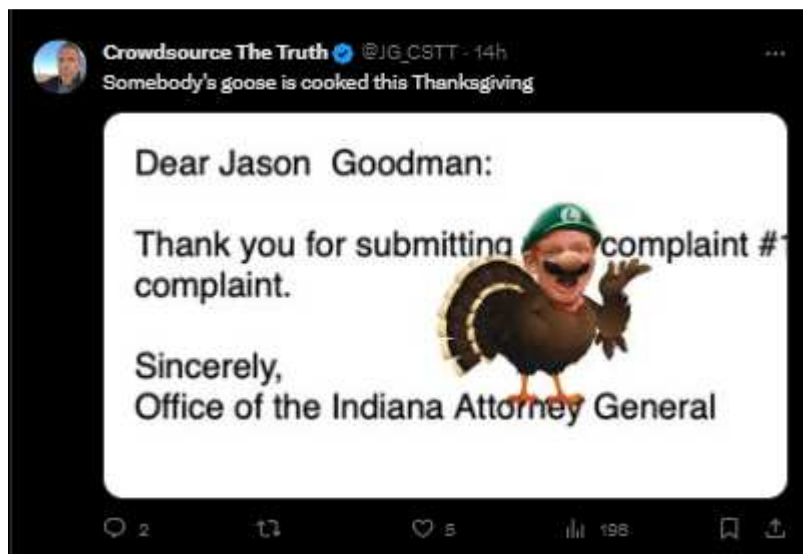 Crowdsource The Truth @JG_CSTT · 14h
Somebody's goose is cooked this Thanksgiving
Dear Jason Goodman:
Thank you for submitting complaint #1
complaint.
Sincerely,
Office of the Indiana Attorney General
L
2 5 198